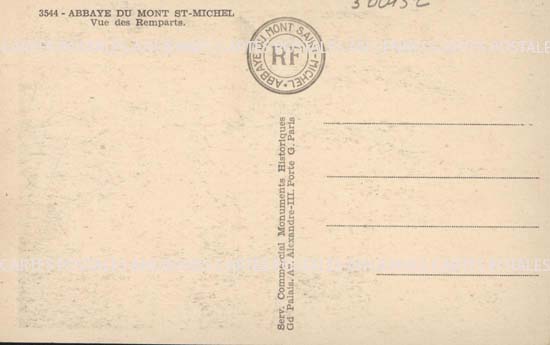 3544 - ABBAYE DU MONT ST-MICHEL
Vue des Remparts.
ABBAYE DU MONT SAINT-MICHEL
RF
Serv. Commercial Monuments Historiques
Gd Palais, Av. Alexandre-III. Porte G. Paris